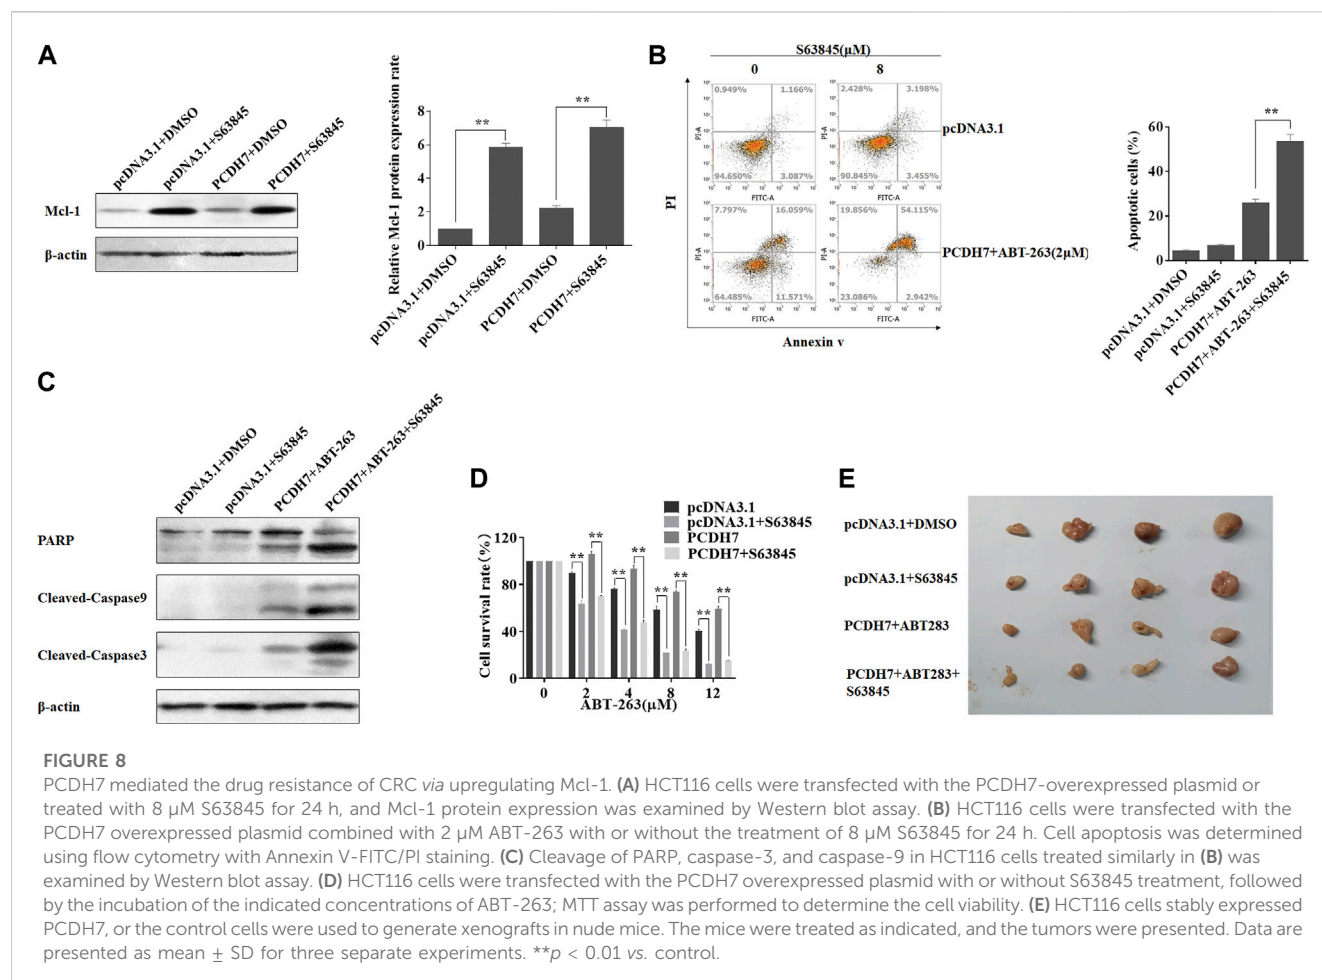 A
pcDNA3.1+DMSO
pcDNA3.1+S63845
PCDH7+DMSO
PCDH7+S63845
Mcl-1
β-actin
Relative Mcl-1 protein expression rate
8
6
4
2
0
**
**
pcDNA3.1+DMSO
pcDNA3.1+S63845
PCDH7+DMSO
PCDH7+S63845
B
S63845(μM)
0 8
0.949% 1.166% 2.428% 3.198%
PI-A PI-A
pcDNA3.1
94.650% 3.087% 90.845% 3.455%
FITC-A FITC-A
PI
7.797% 16.059% 19.856% 54.115%
PI-A PI-A
PCDH7+ABT-263(2μM)
64.485% 11.571% 23.086% 2.942%
FITC-A FITC-A
Annexin v
Apoptotic cells (%)
60
40
20
0
**
pcDNA3.1+DMSO
pcDNA3.1+S63845
PCDH7+ABT-263
PCDH7+ABT-263+S63845
C
pcDNA3.1+DMSO
pcDNA3.1+S63845
PCDH7+ABT-263
PCDH7+ABT-263+S63845
PARP
Cleaved-Caspase9
Cleaved-Caspase3
β-actin
D
pcDNA3.1
pcDNA3.1+S63845
PCDH7
PCDH7+S63845
Cell survival rate (%)
120
80
40
0
** ** ** ** ** ** ** **
0 2 4 8 12
ABT-263(μM)
E
pcDNA3.1+DMSO
pcDNA3.1+S63845
PCDH7+ABT283
PCDH7+ABT283+
S63845
FIGURE 8
PCDH7 mediated the drug resistance of CRC via upregulating Mcl-1. (A) HCT116 cells were transfected with the PCDH7-overexpressed plasmid or
treated with 8 μM S63845 for 24 h, and Mcl-1 protein expression was examined by Western blot assay. (B) HCT116 cells were transfected with the
PCDH7 overexpressed plasmid combined with 2 μM ABT-263 with or without the treatment of 8 μM S63845 for 24 h. Cell apoptosis was determined
using flow cytometry with Annexin V-FITC/PI staining. (C) Cleavage of PARP, caspase-3, and caspase-9 in HCT116 cells treated similarly in (B) was
examined by Western blot assay. (D) HCT116 cells were transfected with the PCDH7 overexpressed plasmid with or without S63845 treatment, followed
by the incubation of the indicated concentrations of ABT-263; MTT assay was performed to determine the cell viability. (E) HCT116 cells stably expressed
PCDH7, or the control cells were used to generate xenografts in nude mice. The mice were treated as indicated, and the tumors were presented. Data are
presented as mean ± SD for three separate experiments. **p < 0.01 vs. control.